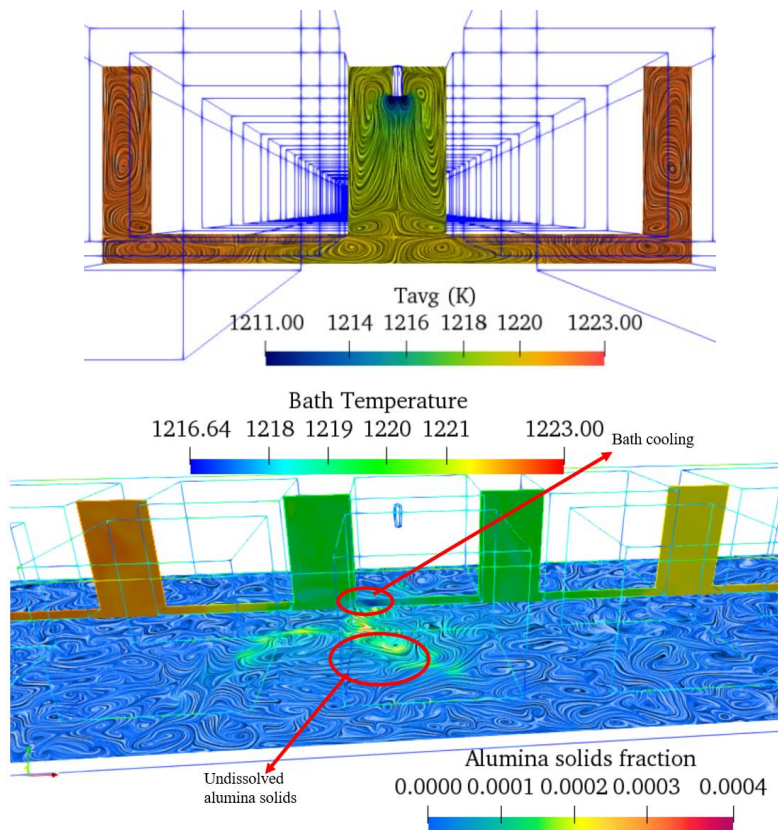 Tavg (K)
1211.00 1214 1216 1218 1220 1223.00
Bath Temperature
1216.64 1218 1219 1220 1221 1223.00
Bath cooling
Undissolved
alumina solids
Alumina solids fraction
0.0000 0.0001 0.0002 0.0003 0.0004